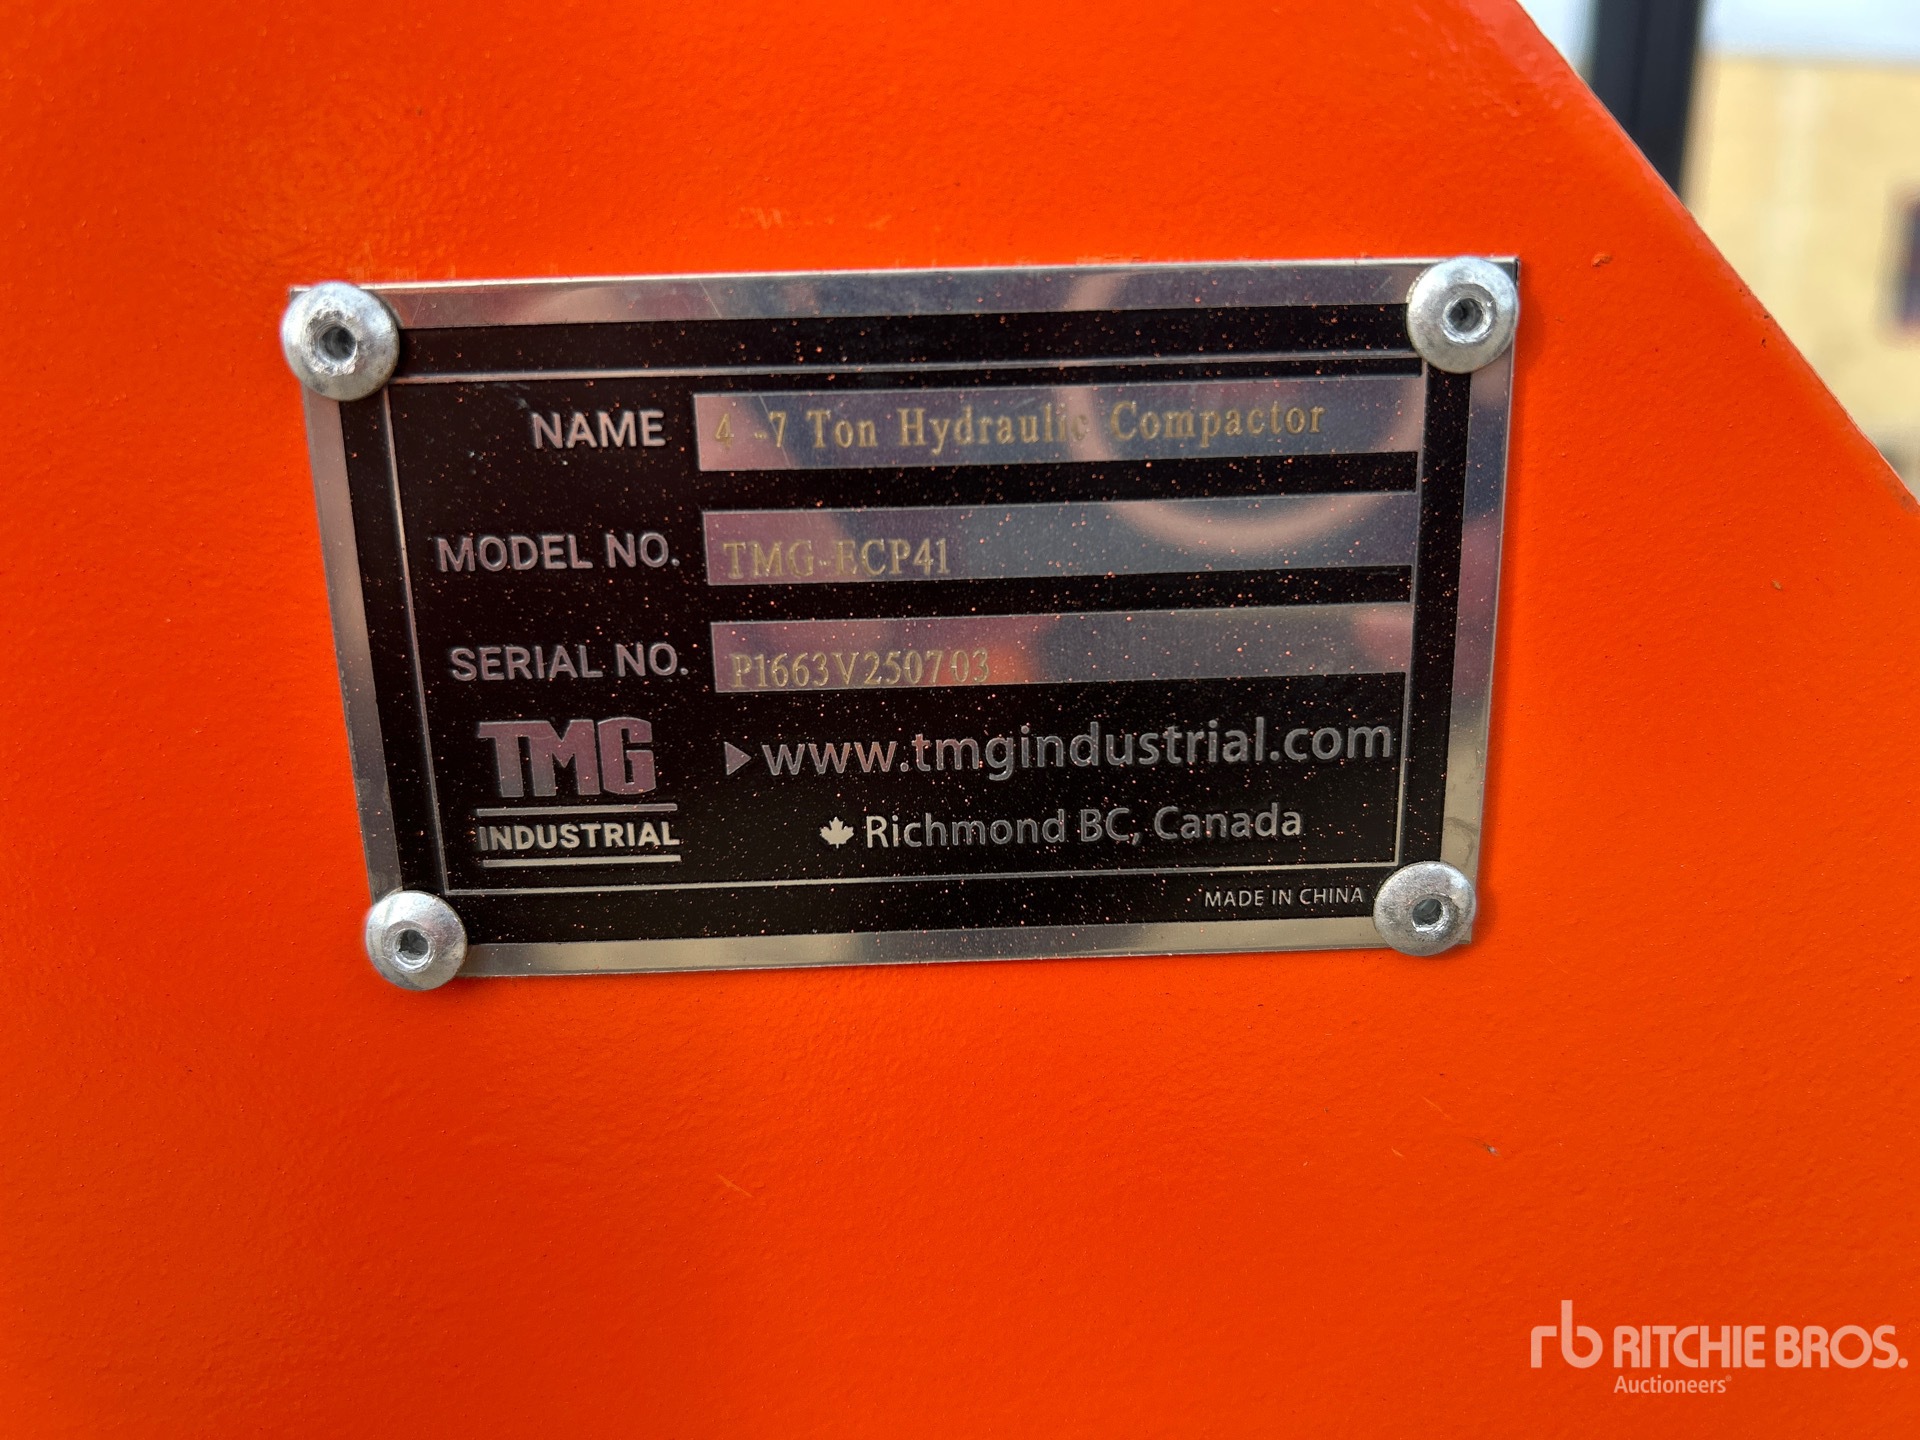 NAME 4 -7 Ton Hydraulic Compactor
MODEL NO. TMG-ECP41
SERIAL NO. P1663V250703
TMG
INDUSTRIAL
www.tmgindustrial.com
Richmond BC, Canada
MADE IN CHINA
rb RITCHIE BROS.
Auctioneers®